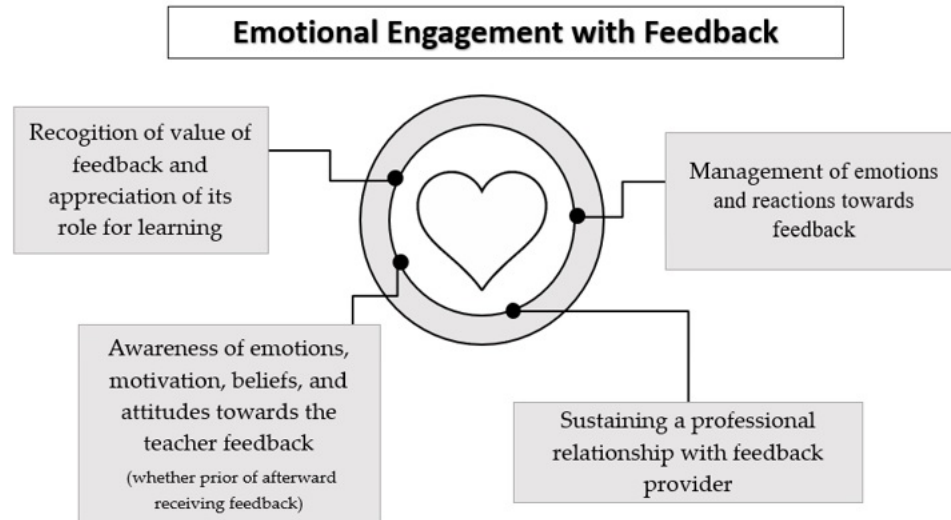 Emotional Engagement with Feedback
Recogition of value of
feedback and
appreciation of its
role for learning
Management of emotions
and reactions towards
feedback
Awareness of emotions,
motivation, beliefs, and
attitudes towards the
teacher feedback
(whether prior of afterward
receiving feedback)
Sustaining a professional
relationship with feedback
provider